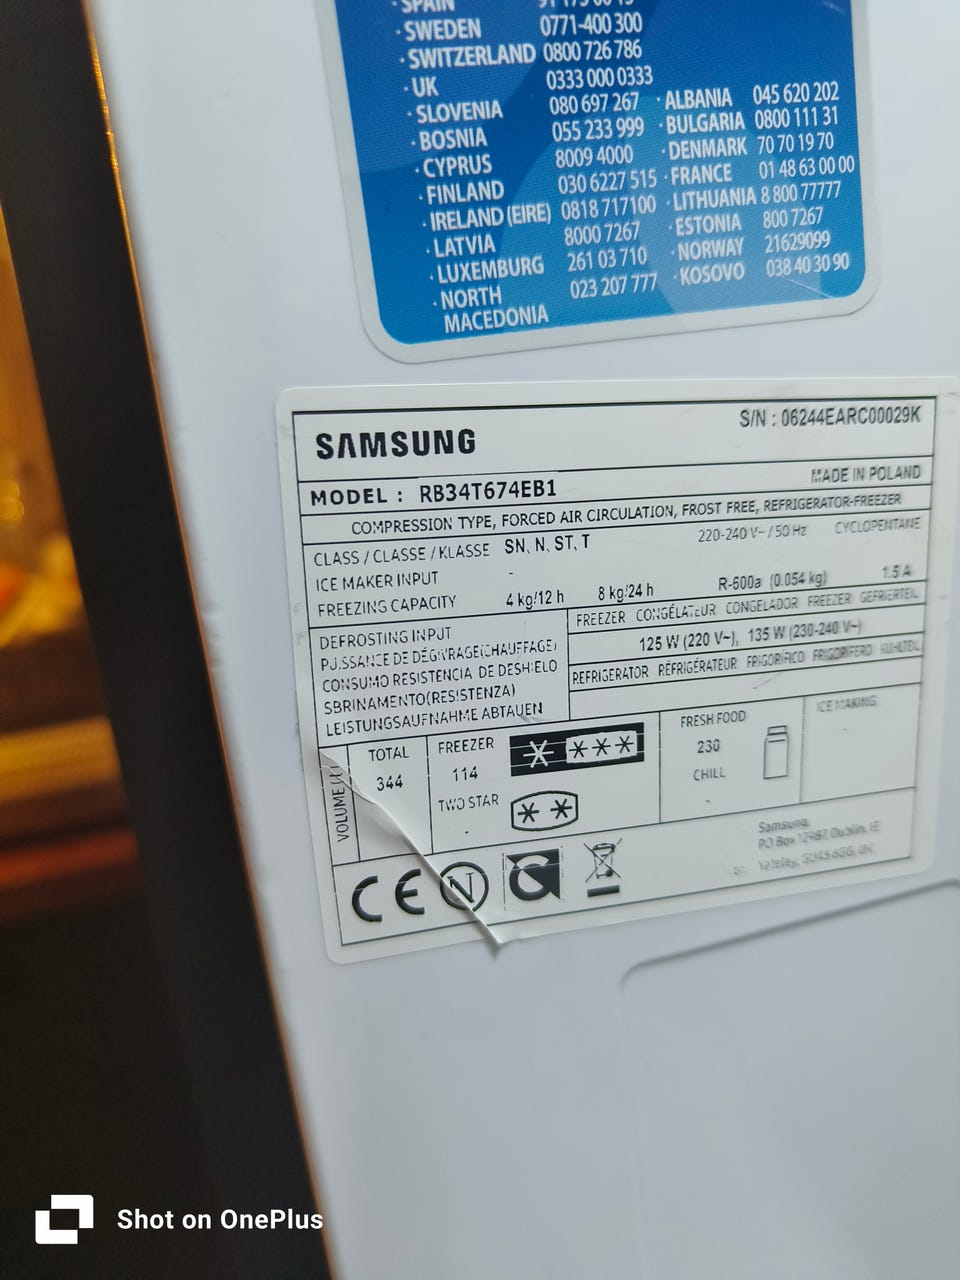 SPAIN
· SWEDEN 0771-400 300
· SWITZERLAND 0800 726 786
· UK 0333 000 0333
· SLOVENIA 080 697 267
· BOSNIA 055 233 999
· CYPRUS 8009 4000
· FINLAND 030 6227 515
· IRELAND (EIRE) 0818 717100
· LATVIA 8000 7267
· LUXEMBURG 261 03 710
· NORTH MACEDONIA 023 207 777
· ALBANIA 045 620 202
· BULGARIA 0800 111 31
· DENMARK 70 70 19 70
· FRANCE 01 48 63 00 00
· LITHUANIA 8 800 77777
· ESTONIA 800 7267
· NORWAY 21629099
· KOSOVO 038 40 30 90
SAMSUNG
S/N : 06244EARC00029K
MODEL : RB34T674EB1
MADE IN POLAND
COMPRESSION TYPE, FORCED AIR CIRCULATION, FROST FREE, REFRIGERATOR-FREEZER
CLASS / CLASSE / KLASSE SN, N, ST, T 220-240 V~ / 50 Hz CYCLOPENTANE
ICE MAKER INPUT -
FREEZING CAPACITY 4 kg/12 h 8 kg/24 h R-600a (0.054 kg) 1.5 A
DEFROSTING INPUT
PUISSANCE DE DÉGIVRAGE(CHAUFFAGE)
CONSUMO RESISTENCIA DE DESHIELO
SBRINAMENTO(RESISTENZA)
LEISTUNGSAUFNAHME ABTAUEN
FREEZER CONGÉLATEUR CONGELADOR FREEZER GEFRIERTEIL
125 W (220 V~), 135 W (230-240 V~)
REFRIGERATOR RÉFRIGÉRATEUR FRIGORÍFICO FRIGORIFERO KÜHLTEIL
VOLUME
TOTAL
344
FREEZER
114
TWO STAR
-
FRESH FOOD
230
CHILL
-
ICE MAKING
CE N
Samsung,
PO Box 12987, Dublin. IE
Yateley, GU46 6GG, UK
Shot on OnePlus